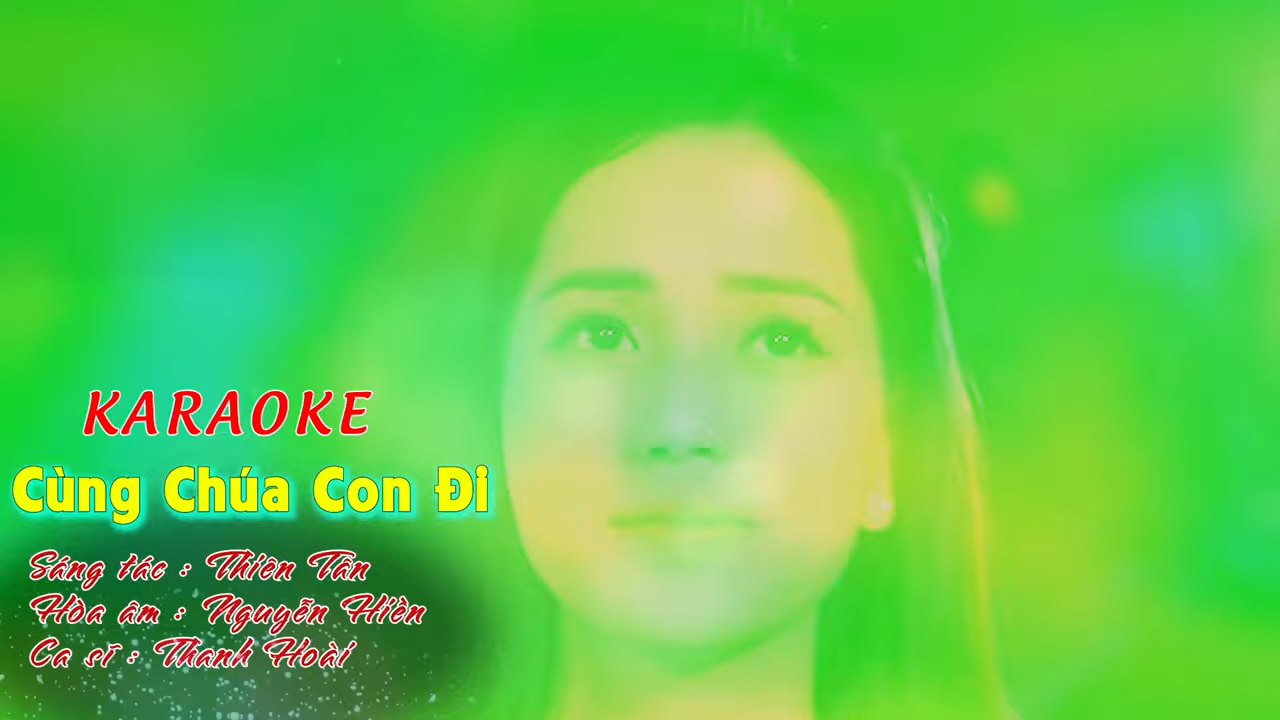 KARAOKE
Cùng Chúa Con Đi
Sáng tác : Thiên Tân
Hòa âm : Nguyễn Hiền
Ca sĩ : Thanh Hoài